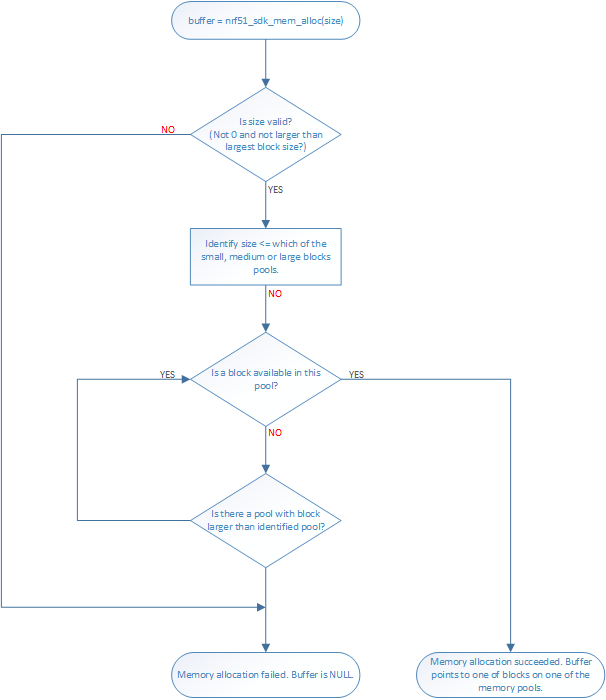 buffer = nrf51_sdk_mem_alloc(size)
Is size valid?
(Not 0 and not larger than
largest block size?)
NO
YES
Identify size <= which of the
small, medium or large blocks
pools.
NO
Is a block available in this
pool?
YES
YES
NO
Is there a pool with block
larger than identified pool?
Memory allocation failed. Buffer is NULL.
Memory allocation succeeded. Buffer
points to one of blocks on one of the
memory pools.